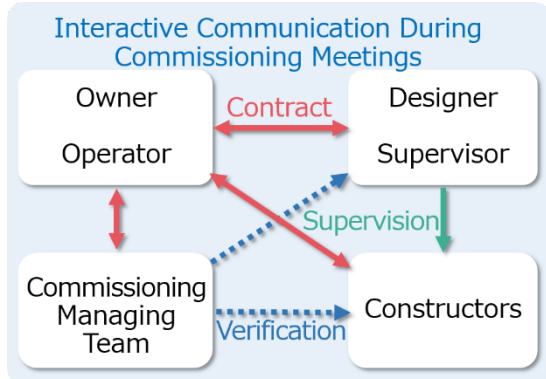 Interactive Communication During
Commissioning Meetings
Owner
Operator
Contract
Designer
Supervisor
Supervision
Commissioning
Managing
Team
Verification
Constructors